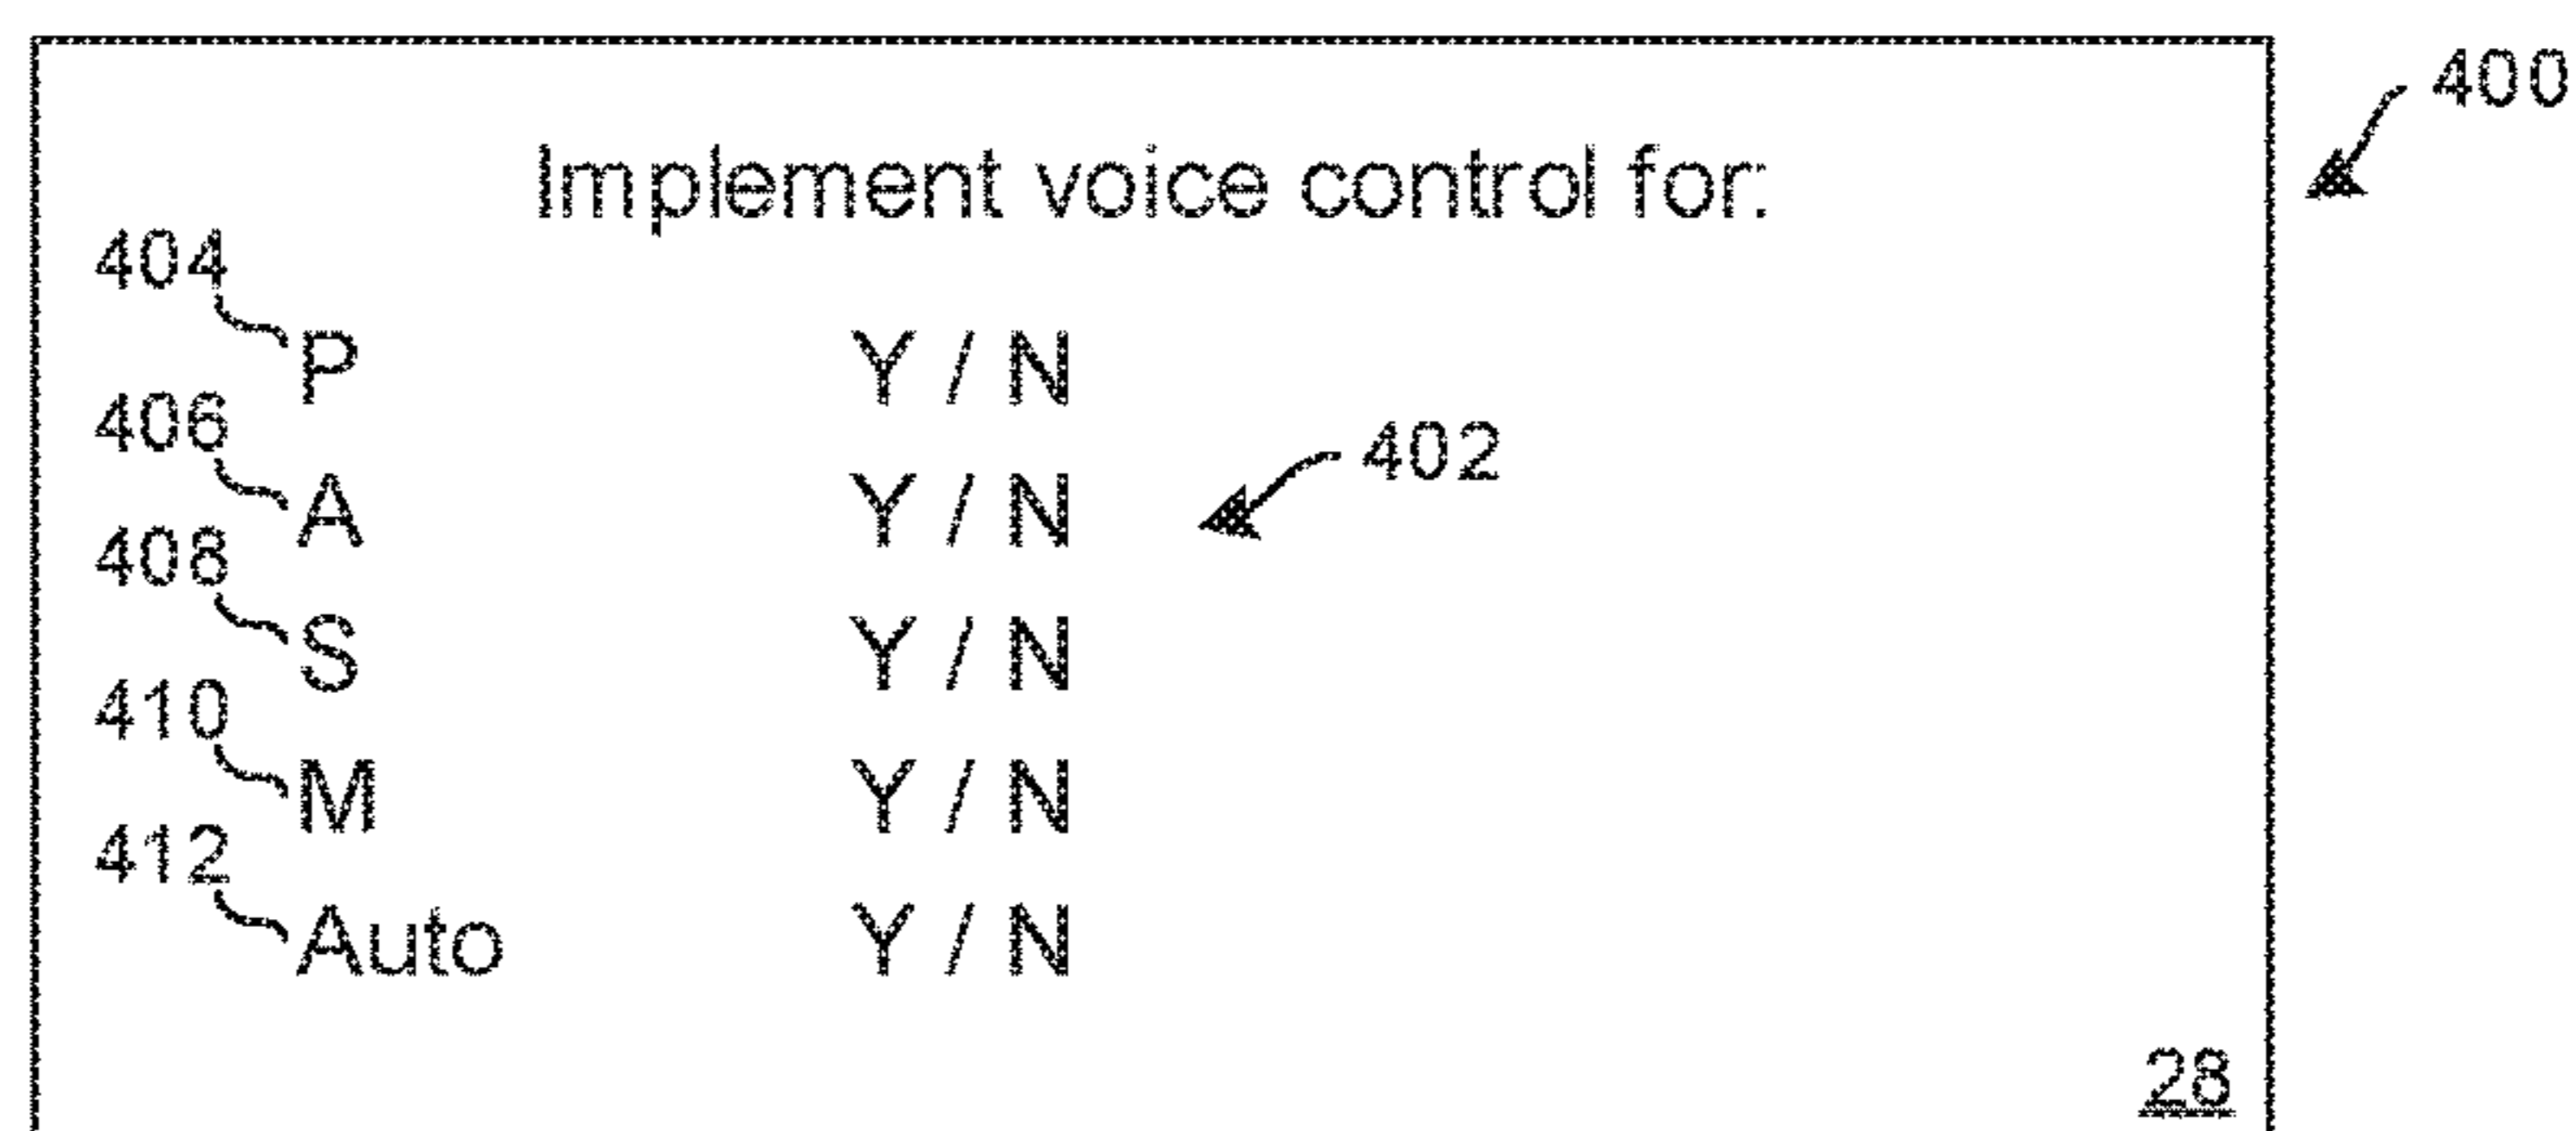 400
Implement voice control for:
404
P Y / N
406
402
A Y / N
408
S Y / N
410
M Y / N
412
Auto Y / N
28